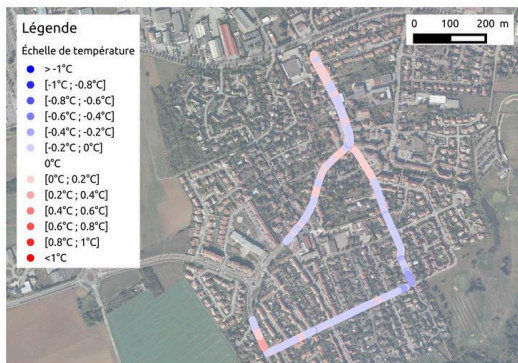 Légende
Échelle de température
> -1°C
[-1°C ; -0.8°C]
[-0.8°C ; -0.6°C]
[-0.6°C ; -0.4°C]
[-0.4°C ; -0.2°C]
[-0.2°C ; 0°C]
0°C
[0°C ; 0.2°C]
[0.2°C ; 0.4°C]
[0.4°C ; 0.6°C]
[0.6°C ; 0.8°C]
[0.8°C ; 1°C]
<1°C
0 100 200 m